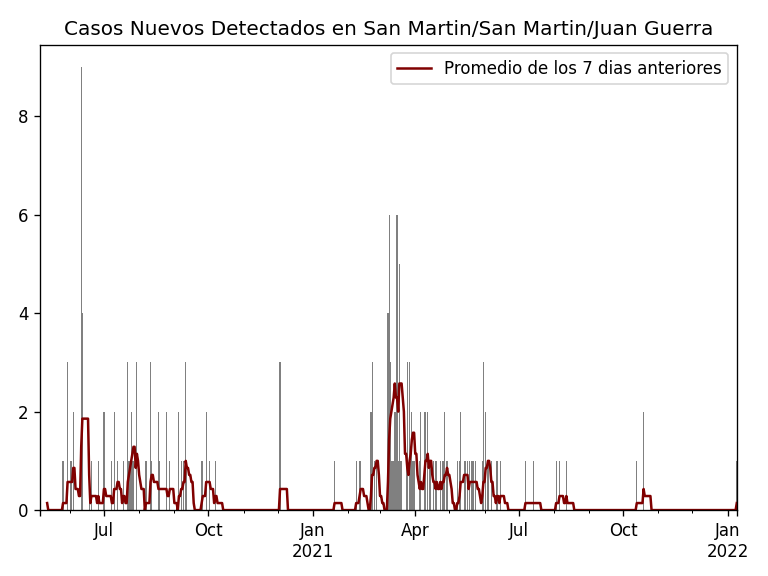 Casos Nuevos Detectados en San Martin/San Martin/Juan Guerra
Promedio de los 7 dias anteriores
8
6
4
2
0
Jul
Oct
Jan
2021
Apr
Jul
Oct
Jan
2022